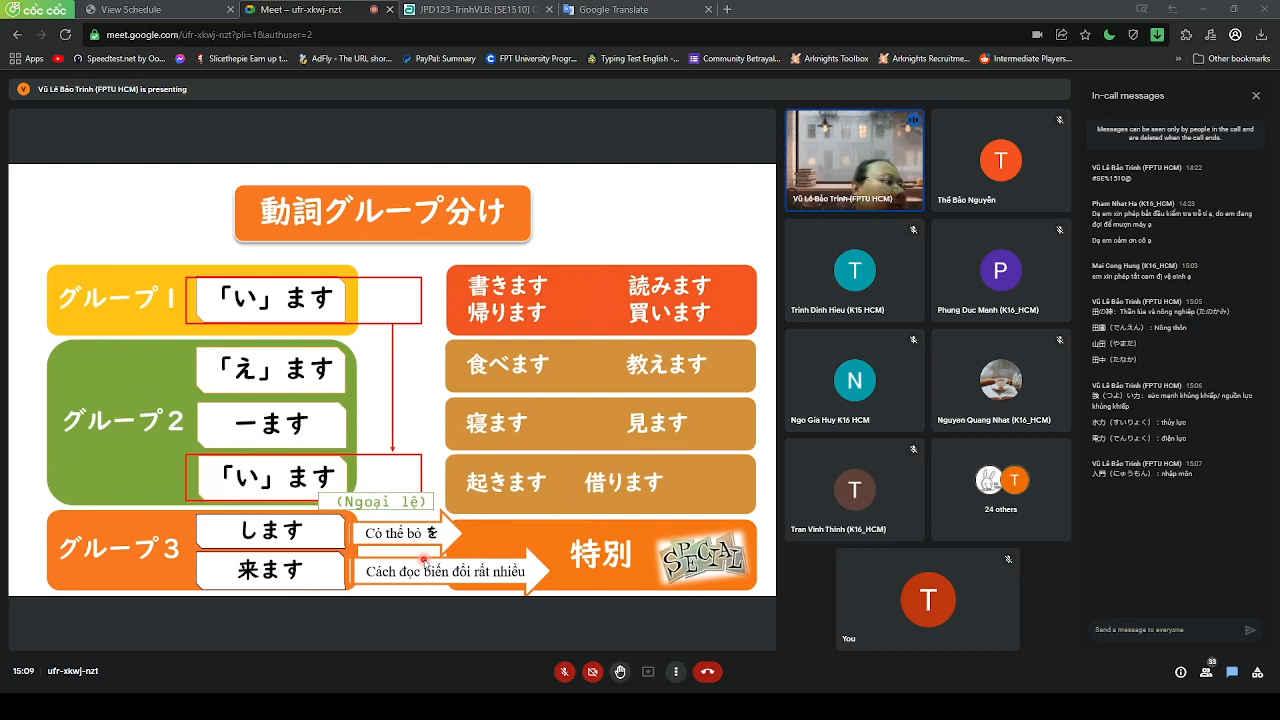 cốc cốc
View Schedule
Meet – ufr-xkwj-nzt
JPD123-TrinhVLB: [SE1510] C
Google Translate
meet.google.com/ufr-xkwj-nzt?pli=1&authuser=2
Apps
Speedtest.net by Oo...
Slicethepie Earn up t...
AdFly - The URL shor...
PayPal: Summary
FPT University Progr...
Typing Test English -...
Community Betrayal...
Arknights Toolbox
Arknights Recruitme...
Intermediate Players...
Other bookmarks
Vũ Lê Bảo Trinh (FPTU HCM) is presenting
動詞グループ分け
グループ1
「い」ます
書きます 読みます
帰ります 買います
グループ2
「え」ます
食べます 教えます
ーます
寝ます 見ます
「い」ます
起きます 借ります
(Ngoại lệ)
グループ3
します
Có thể bỏ を
来ます
Cách đọc biến đổi rất nhiều
特別
SPECIAL
Vũ Lê Bảo Trinh (FPTU HCM)
T
Thế Bảo Nguyễn
T
Trinh Dinh Hieu (K15 HCM)
P
Phung Duc Manh (K16_HCM)
N
Ngo Gia Huy K16 HCM
Nguyen Quang Nhat (K16_HCM)
T
Tran Vinh Thinh (K16_HCM)
T
24 others
T
You
In-call messages
Messages can be seen only by people in the call and
are deleted when the call ends.
Vũ Lê Bảo Trinh (FPTU HCM) 14:22
#SE%1510@
Pham Nhat Ha (K16_HCM) 14:23
Dạ em xin phép bắt đầu kiểm tra trễ tí ạ, do em đang
đợi để mượn máy ạ
Dạ em cảm ơn cô ạ
Mai Cong Hung (K16_HCM) 15:03
em xin phép tắt cam đi vệ sinh ạ
Vũ Lê Bảo Trinh (FPTU HCM) 15:05
田の神: Thần lúa và nông nghiệp (たのかみ)
田園(でんえん): Nông thôn
山田(やまだ)
田中(たなか)
Vũ Lê Bảo Trinh (FPTU HCM) 15:06
強(つよ)い力: sức mạnh khủng khiếp/ nguồn lực
khủng khiếp
水力(すいりょく): thủy lực
電力(でんりょく): điện lực
Vũ Lê Bảo Trinh (FPTU HCM) 15:07
入門(にゅうもん): nhập môn
Send a message to everyone
15:09
ufr-xkwj-nzt
33